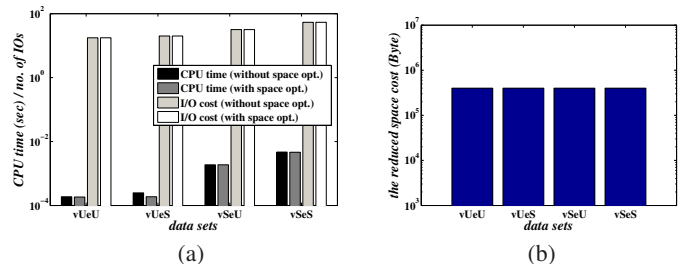 CPU time (sec) / no. of IOs
10^2
10^0
10^-2
10^-4
CPU time (without space opt.)
CPU time (with space opt.)
I/O cost (without space opt.)
I/O cost (with space opt.)
vUeU vUeS vSeU vSeS
data sets
(a)
the reduced space cost (Byte)
10^7
10^6
10^5
10^4
10^3
vUeU vUeS vSeU vSeS
data sets
(b)